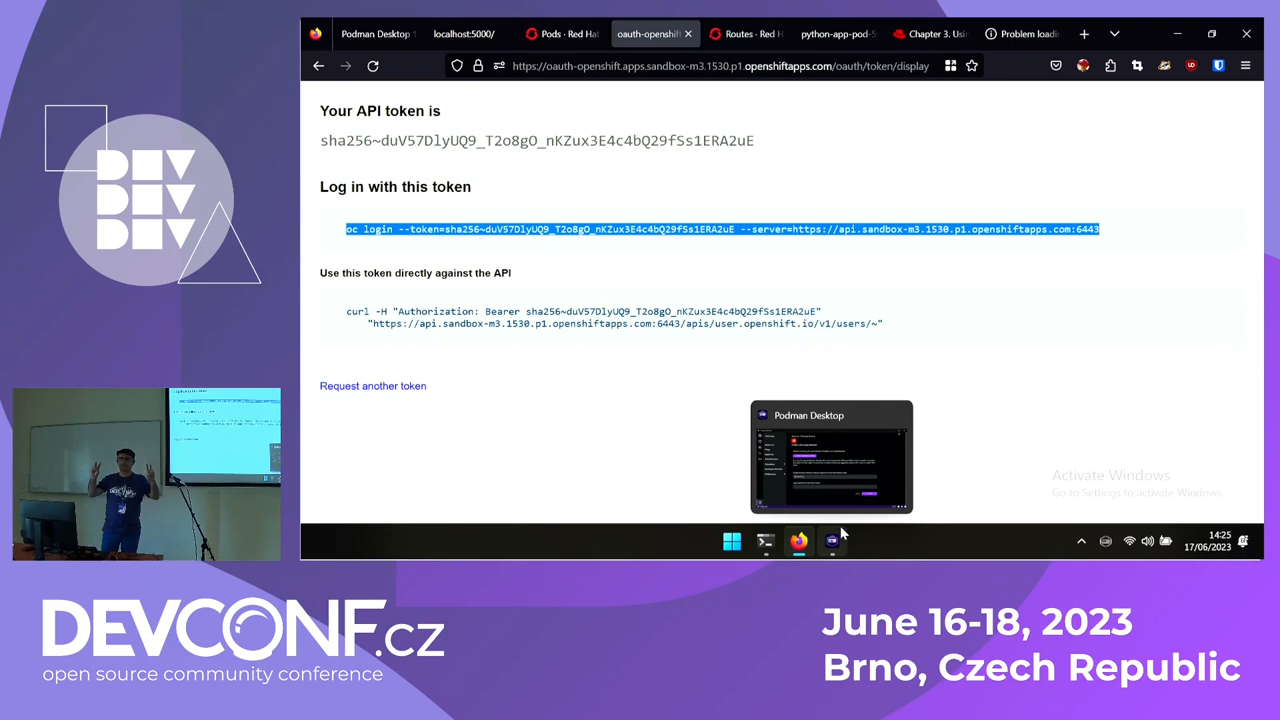 Podman Desktop 1
localhost:5000/
Pods · Red Hat
oauth-openshift
Routes · Red H
python-app-pod-5
Chapter 3. Usin
Problem loadin
https://oauth-openshift.apps.sandbox-m3.1530.p1.openshiftapps.com/oauth/token/display
Your API token is
sha256~duV57DlyUQ9_T2o8gO_nKZux3E4c4bQ29fSs1ERA2uE
Log in with this token
oc login --token=sha256~duV57DlyUQ9_T2o8gO_nKZux3E4c4bQ29fSs1ERA2uE --server=https://api.sandbox-m3.1530.p1.openshiftapps.com:6443
Use this token directly against the API
curl -H "Authorization: Bearer sha256~duV57DlyUQ9_T2o8gO_nKZux3E4c4bQ29fSs1ERA2uE"
"https://api.sandbox-m3.1530.p1.openshiftapps.com:6443/apis/user.openshift.io/v1/users/~"
Request another token
Podman Desktop
Activate Windows
Go to Settings to activate Windows.
14:25
17/06/2023
DEV
DEV
DEV
DEVCONF.cz
open source community conference
June 16-18, 2023
Brno, Czech Republic